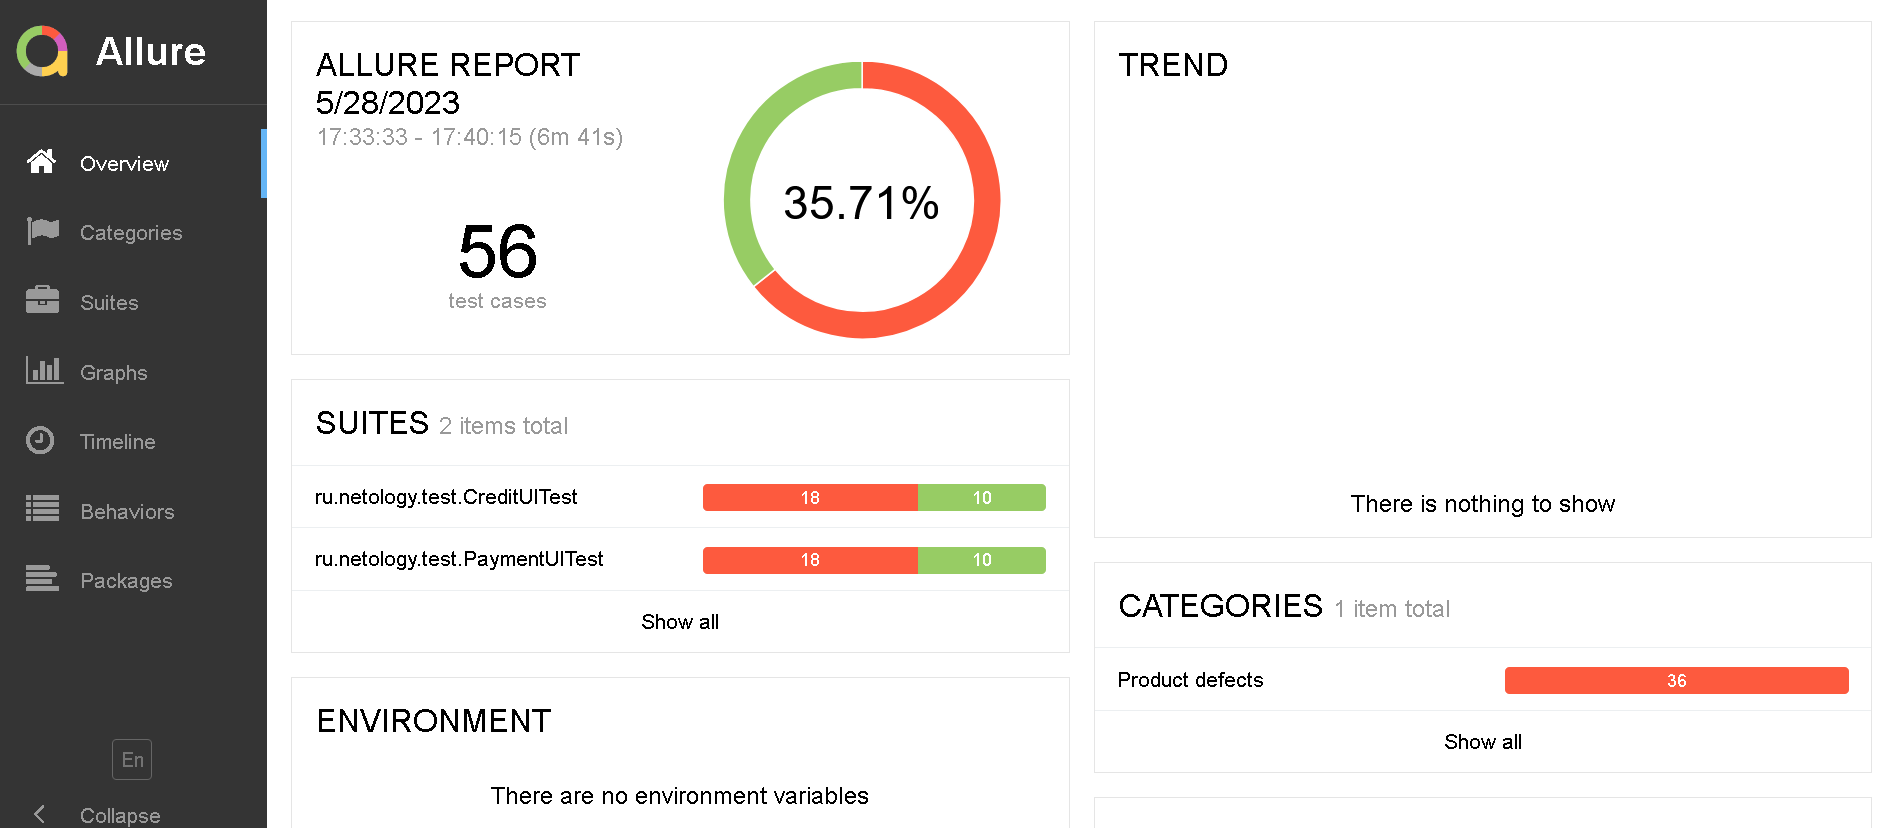 Allure
Overview
Categories
Suites
Graphs
Timeline
Behaviors
Packages
En
Collapse
ALLURE REPORT
5/28/2023
17:33:33 - 17:40:15 (6m 41s)
56
test cases
35.71%
SUITES 2 items total
ru.netology.test.CreditUITest 18 10
ru.netology.test.PaymentUITest 18 10
Show all
ENVIRONMENT
There are no environment variables
TREND
There is nothing to show
CATEGORIES 1 item total
Product defects 36
Show all